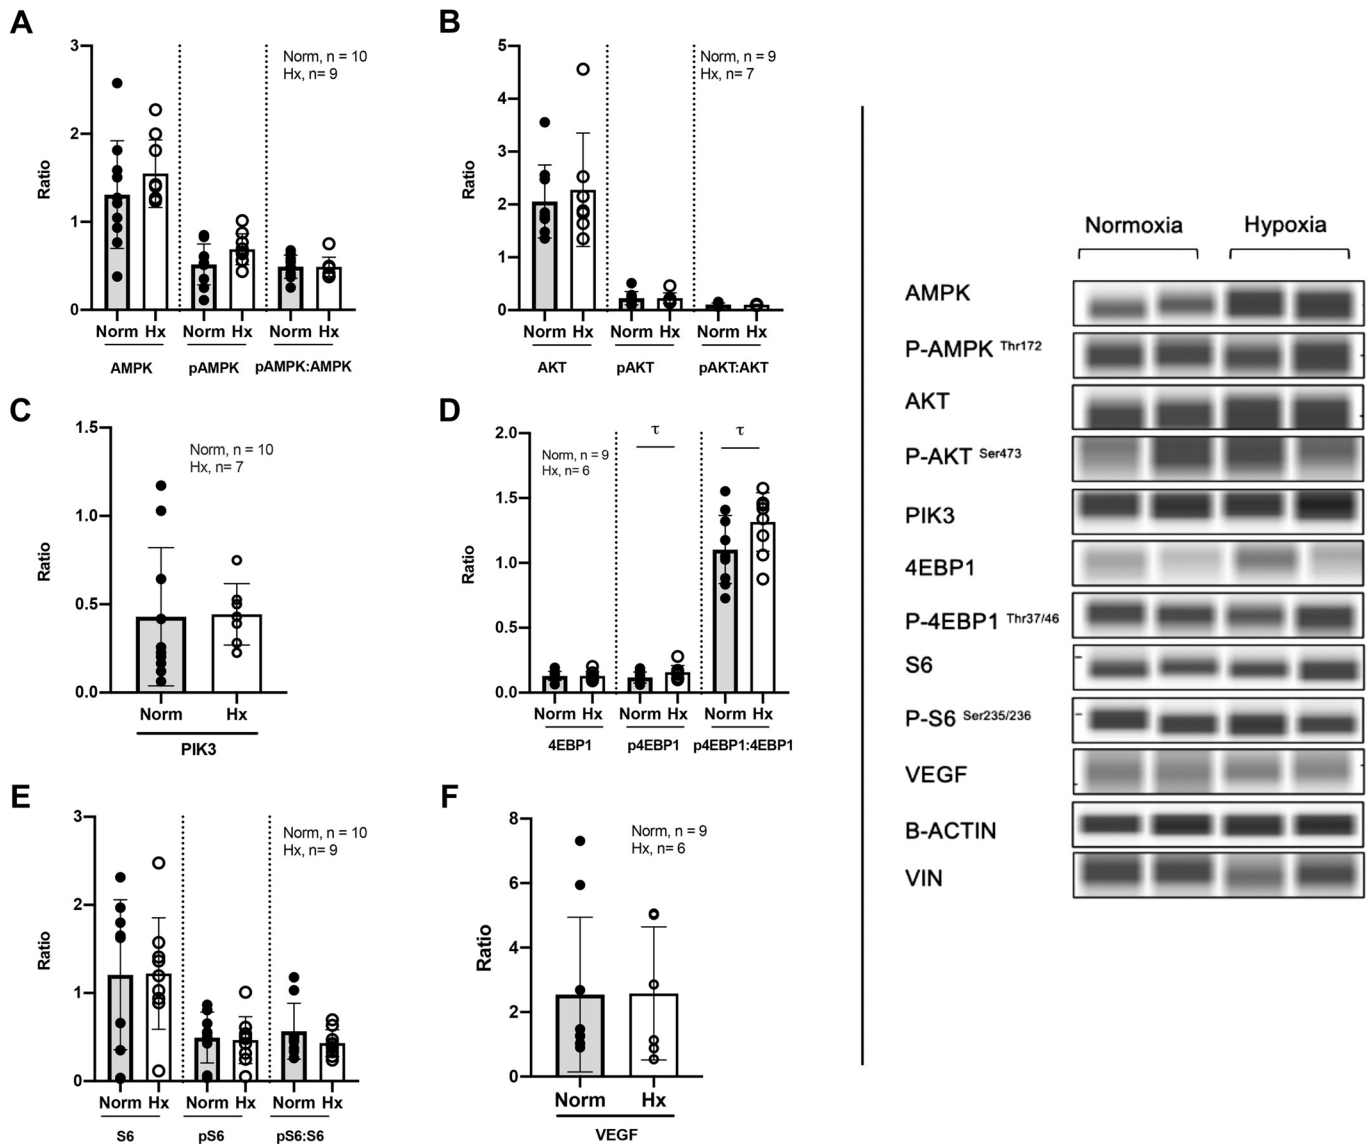 A
3
2
1
0
Ratio
Norm, n = 10
Hx, n= 9
Norm Hx Norm Hx Norm Hx
AMPK pAMPK pAMPK:AMPK
B
5
4
3
2
1
0
Ratio
Norm, n = 9
Hx, n= 7
Norm Hx Norm Hx Norm Hx
AKT pAKT pAKT:AKT
C
1.5
1.0
0.5
0.0
Ratio
Norm, n = 10
Hx, n= 7
Norm Hx
PIK3
D
2.0
1.5
1.0
0.5
0.0
Ratio
Norm, n = 9
Hx, n= 6
τ τ
Norm Hx Norm Hx Norm Hx
4EBP1 p4EBP1 p4EBP1:4EBP1
E
3
2
1
0
Ratio
Norm, n = 10
Hx, n= 9
Norm Hx Norm Hx Norm Hx
S6 pS6 pS6:S6
F
8
6
4
2
0
Ratio
Norm, n = 9
Hx, n= 6
Norm Hx
VEGF
Normoxia Hypoxia
AMPK
P-AMPK Thr172
AKT
P-AKT Ser473
PIK3
4EBP1
P-4EBP1 Thr37/46
S6
P-S6 Ser235/236
VEGF
B-ACTIN
VIN